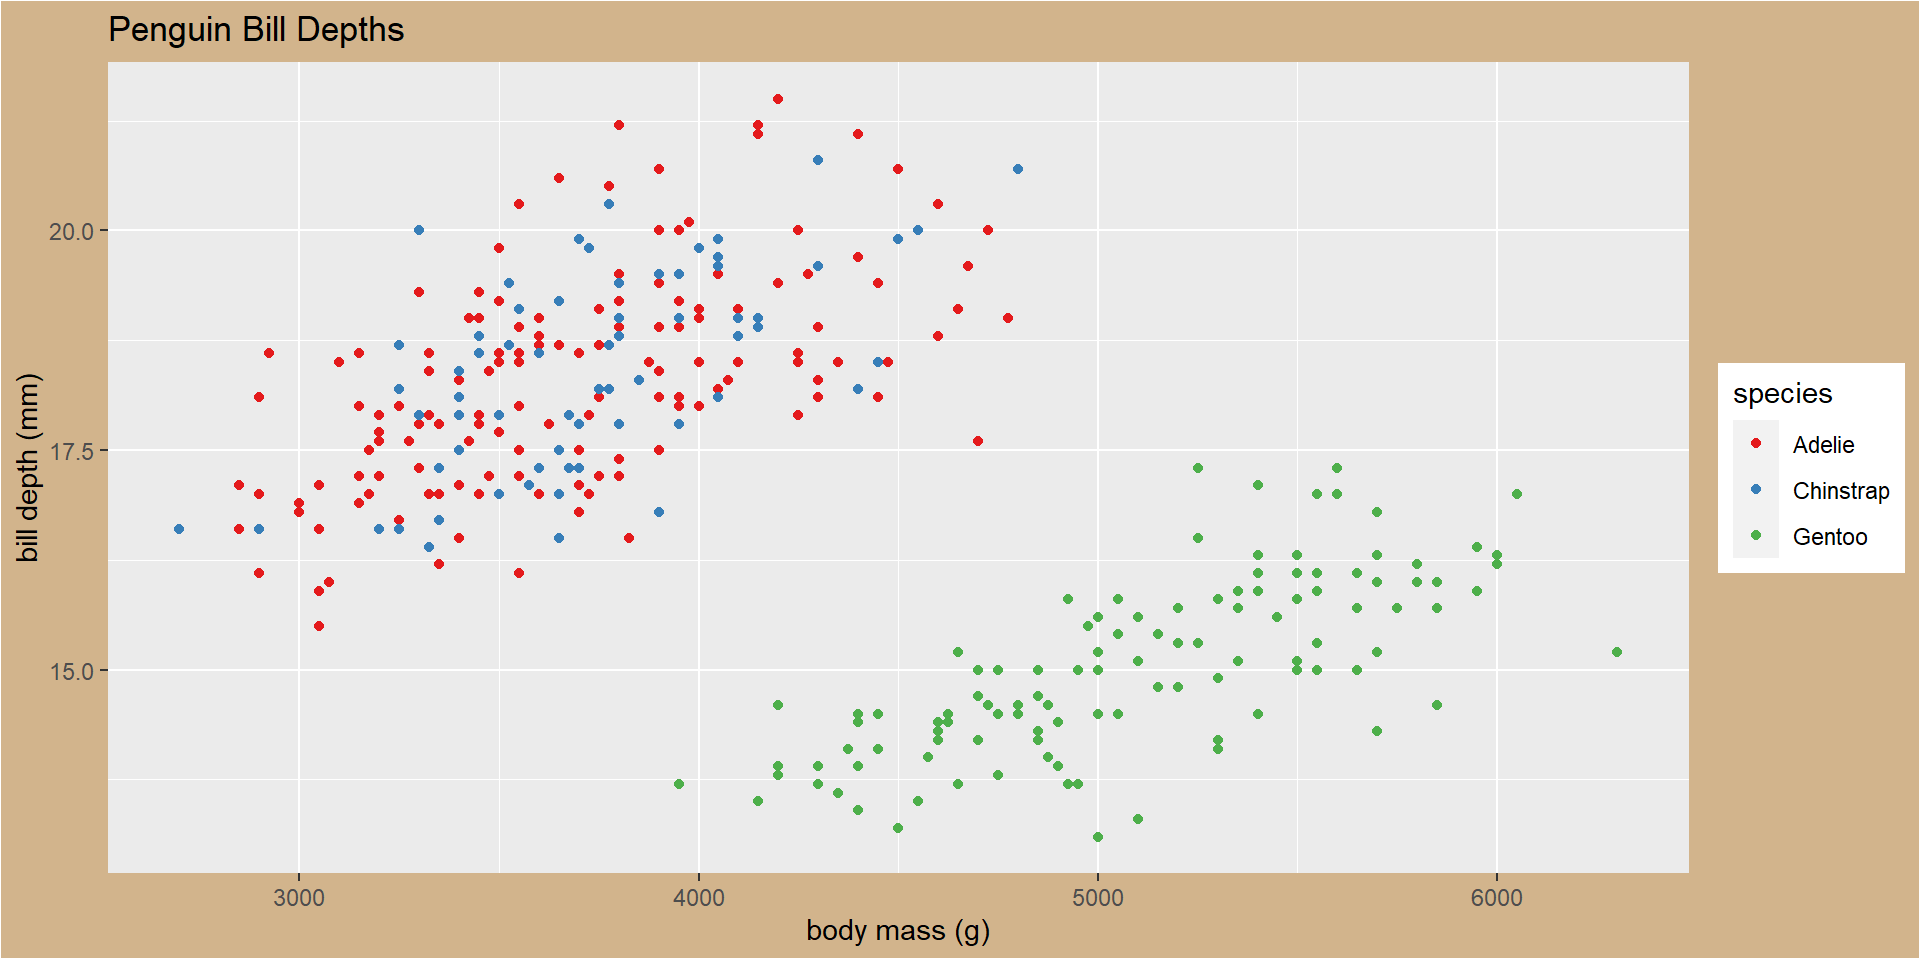 Penguin Bill Depths
bill depth (mm)
20.0
17.5
15.0
3000 4000 5000 6000
body mass (g)
species
Adelie
Chinstrap
Gentoo